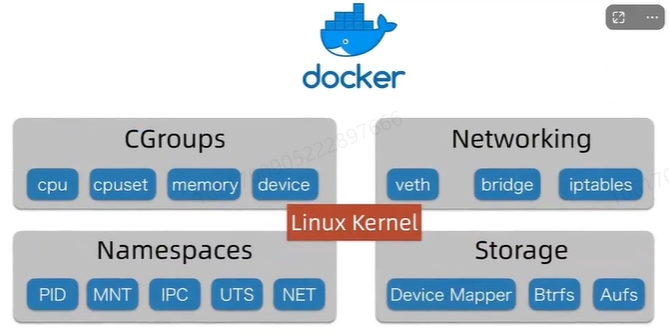 docker
CGroups
cpu cpuset memory device
Networking
veth bridge iptables
Linux Kernel
Namespaces
PID MNT IPC UTS NET
Storage
Device Mapper Btrfs Aufs